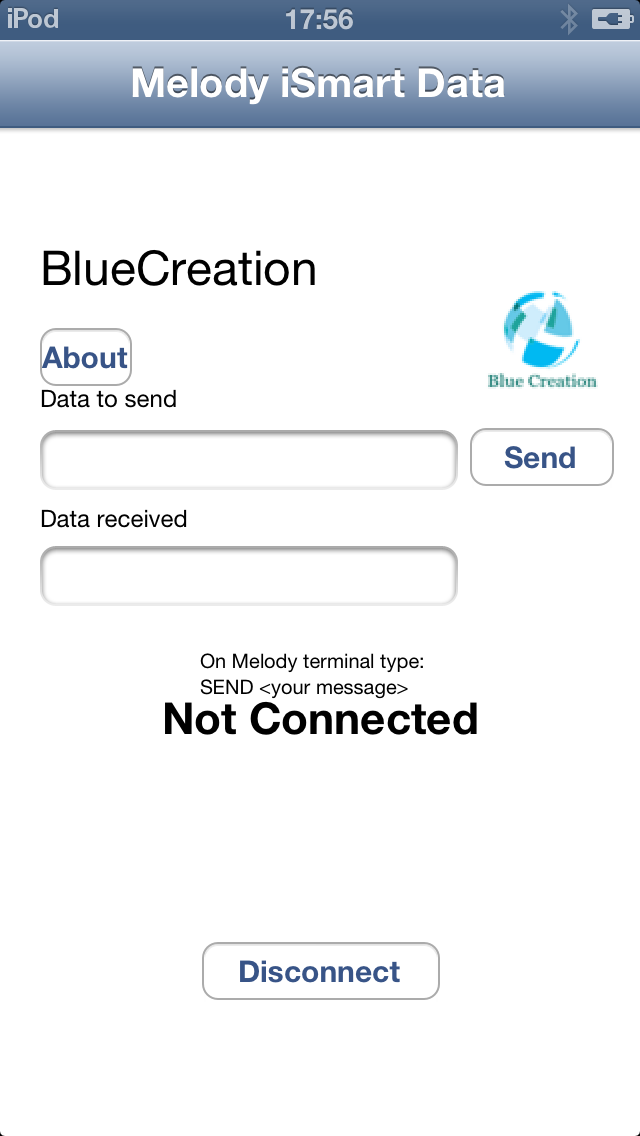 iPod
17:56
Melody iSmart Data
BlueCreation
Blue Creation
About
Data to send
Send
Data received
On Melody terminal type:
SEND <your message>
Not Connected
Disconnect